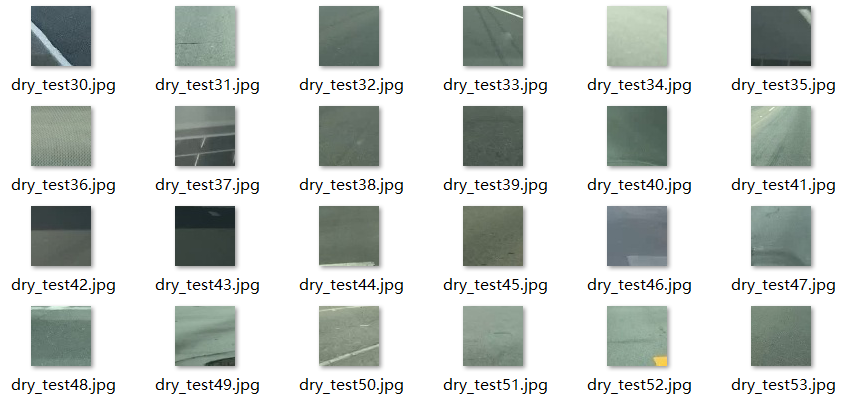 dry_test30.jpg dry_test31.jpg dry_test32.jpg dry_test33.jpg dry_test34.jpg dry_test35.jpg
dry_test36.jpg dry_test37.jpg dry_test38.jpg dry_test39.jpg dry_test40.jpg dry_test41.jpg
dry_test42.jpg dry_test43.jpg dry_test44.jpg dry_test45.jpg dry_test46.jpg dry_test47.jpg
dry_test48.jpg dry_test49.jpg dry_test50.jpg dry_test51.jpg dry_test52.jpg dry_test53.jpg